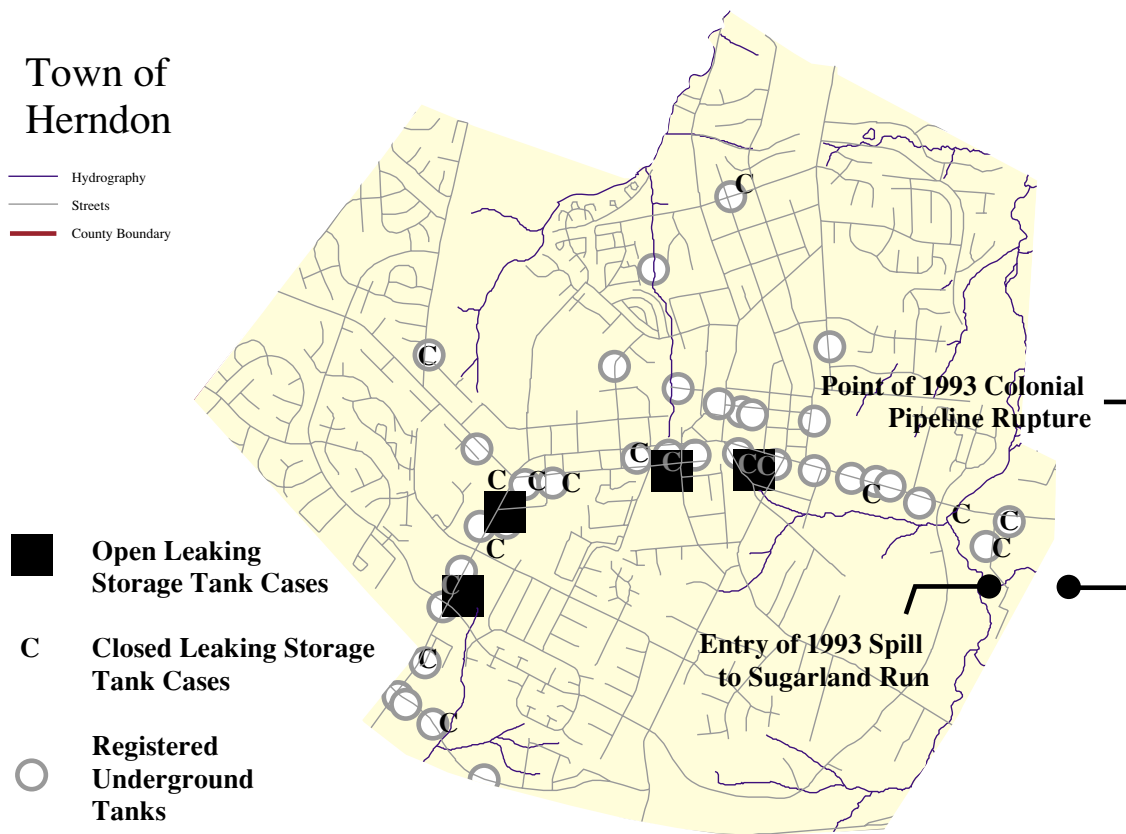 Town of
Herndon
Hydrography
Streets
County Boundary
C
C
Point of 1993 Colonial
Pipeline Rupture
C
C
C C
C
C
C
C
C
C
C
C
C
C
C
Entry of 1993 Spill
to Sugarland Run
Open Leaking
Storage Tank Cases
C Closed Leaking Storage
Tank Cases
Registered
Underground
Tanks